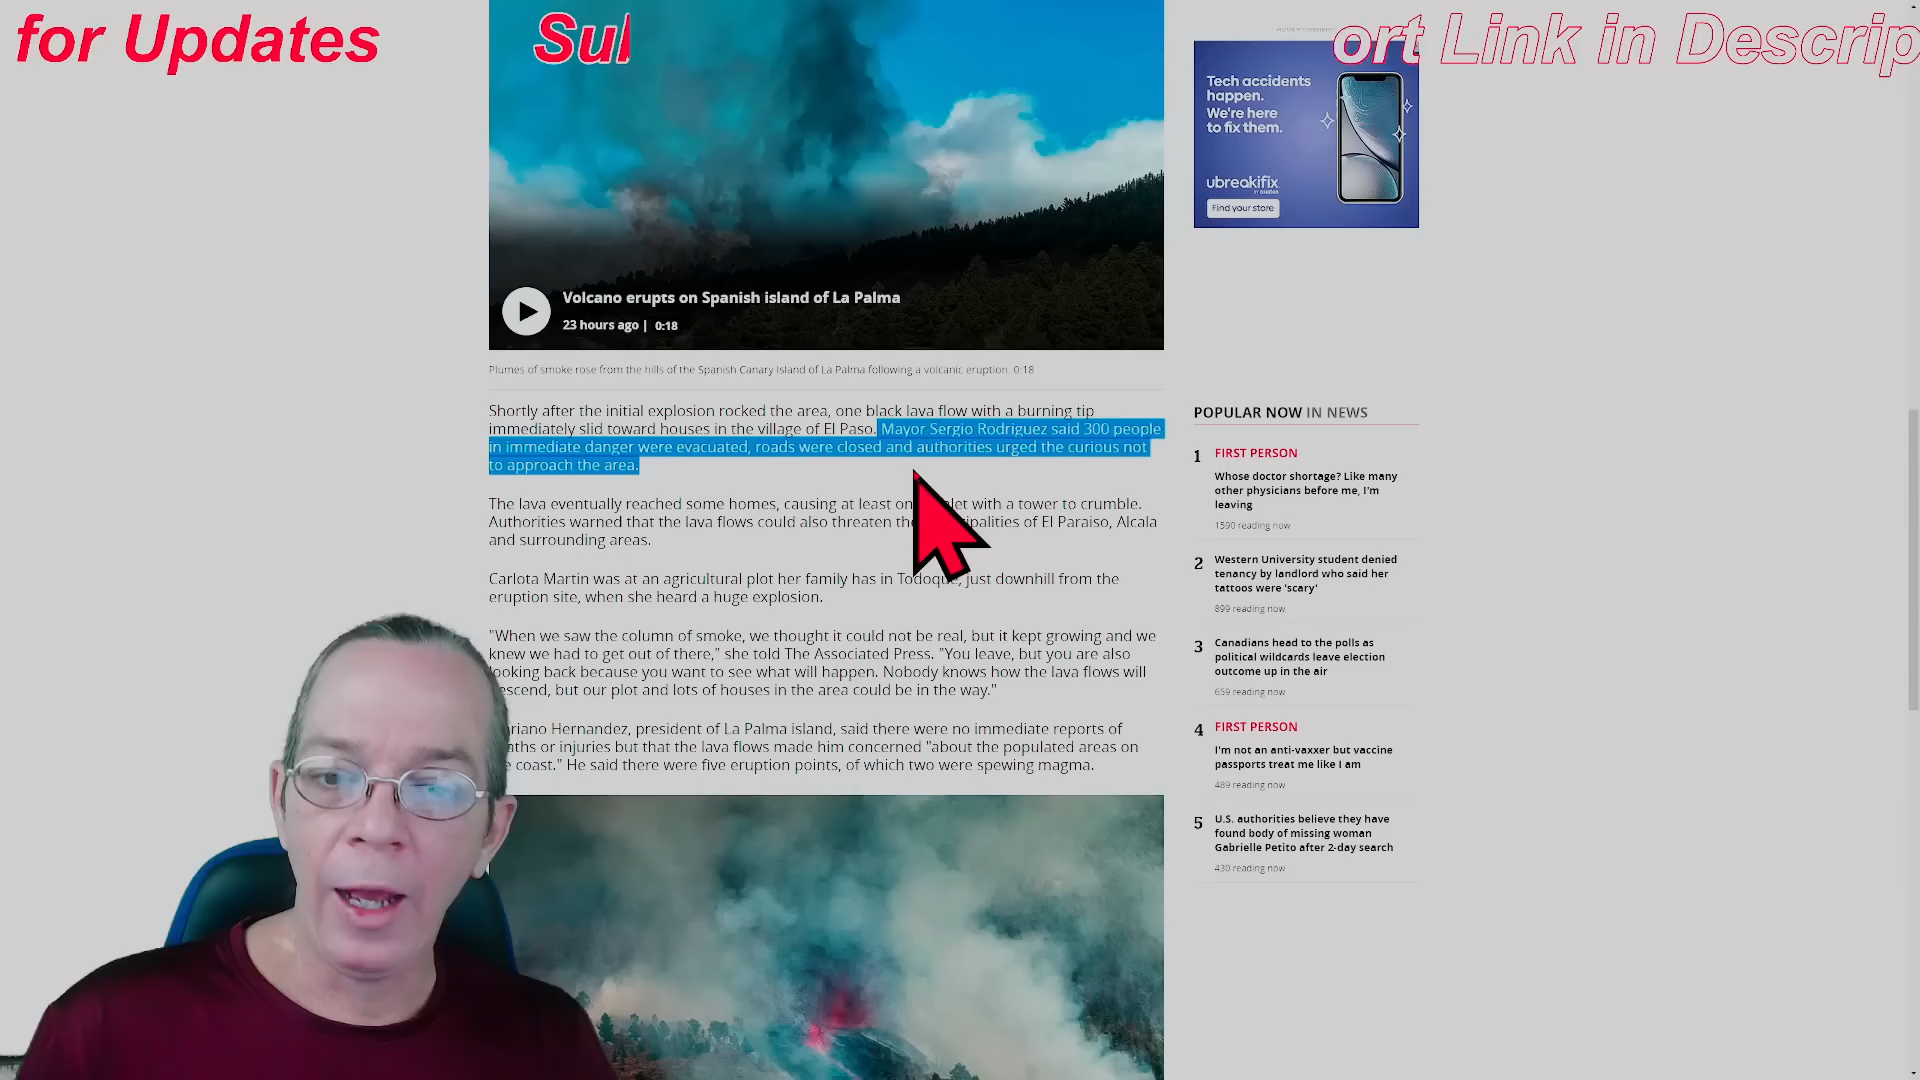 for Updates
Sul
ort Link in Descrip
ADVERTISEMENT
Tech accidents
happen.
We're here
to fix them.
ubreakifix
Find your store
Volcano erupts on Spanish island of La Palma
23 hours ago | 0:18
Plumes of smoke rose from the hills of the Spanish Canary Island of La Palma following a volcanic eruption. 0:18
Shortly after the initial explosion rocked the area, one black lava flow with a burning tip
immediately slid toward houses in the village of El Paso. Mayor Sergio Rodriguez said 300 people
in immediate danger were evacuated, roads were closed and authorities urged the curious not
to approach the area.
The lava eventually reached some homes, causing at least on let with a tower to crumble.
Authorities warned that the lava flows could also threaten the ipalities of El Paraiso, Alcala
and surrounding areas.
Carlota Martin was at an agricultural plot her family has in Todoque, just downhill from the
eruption site, when she heard a huge explosion.
"When we saw the column of smoke, we thought it could not be real, but it kept growing and we
knew we had to get out of there," she told The Associated Press. "You leave, but you are also
ooking back because you want to see what will happen. Nobody knows how the lava flows will
escend, but our plot and lots of houses in the area could be in the way."
riano Hernandez, president of La Palma island, said there were no immediate reports of
aths or injuries but that the lava flows made him concerned "about the populated areas on
e coast." He said there were five eruption points, of which two were spewing magma.
POPULAR NOW IN NEWS
1 FIRST PERSON
Whose doctor shortage? Like many
other physicians before me, I'm
leaving
1590 reading now
2 Western University student denied
tenancy by landlord who said her
tattoos were 'scary'
899 reading now
3 Canadians head to the polls as
political wildcards leave election
outcome up in the air
659 reading now
4 FIRST PERSON
I'm not an anti-vaxxer but vaccine
passports treat me like I am
489 reading now
5 U.S. authorities believe they have
found body of missing woman
Gabrielle Petito after 2-day search
430 reading now